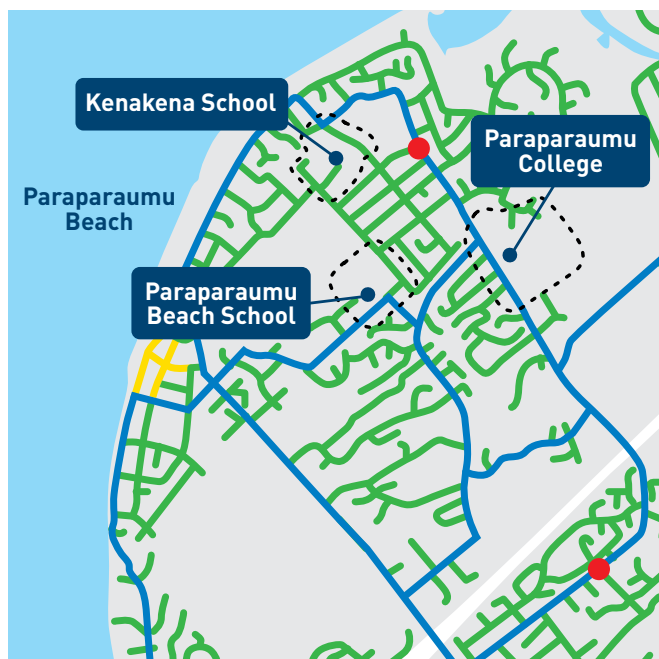 Kenakena School
Paraparaumu
College
Paraparaumu
Beach
Paraparaumu
Beach School